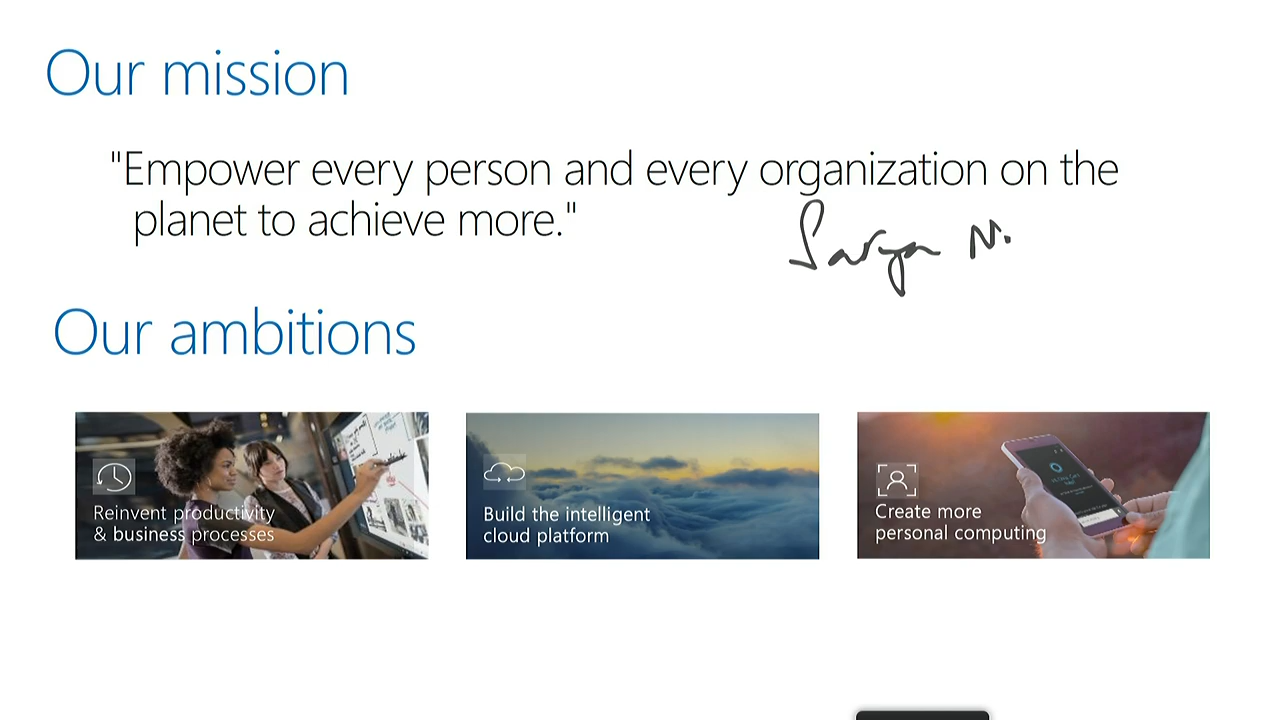 Our mission
"Empower every person and every organization on the
planet to achieve more."
Satya N.
Our ambitions
Reinvent productivity
& business processes
Build the intelligent
cloud platform
Create more
personal computing